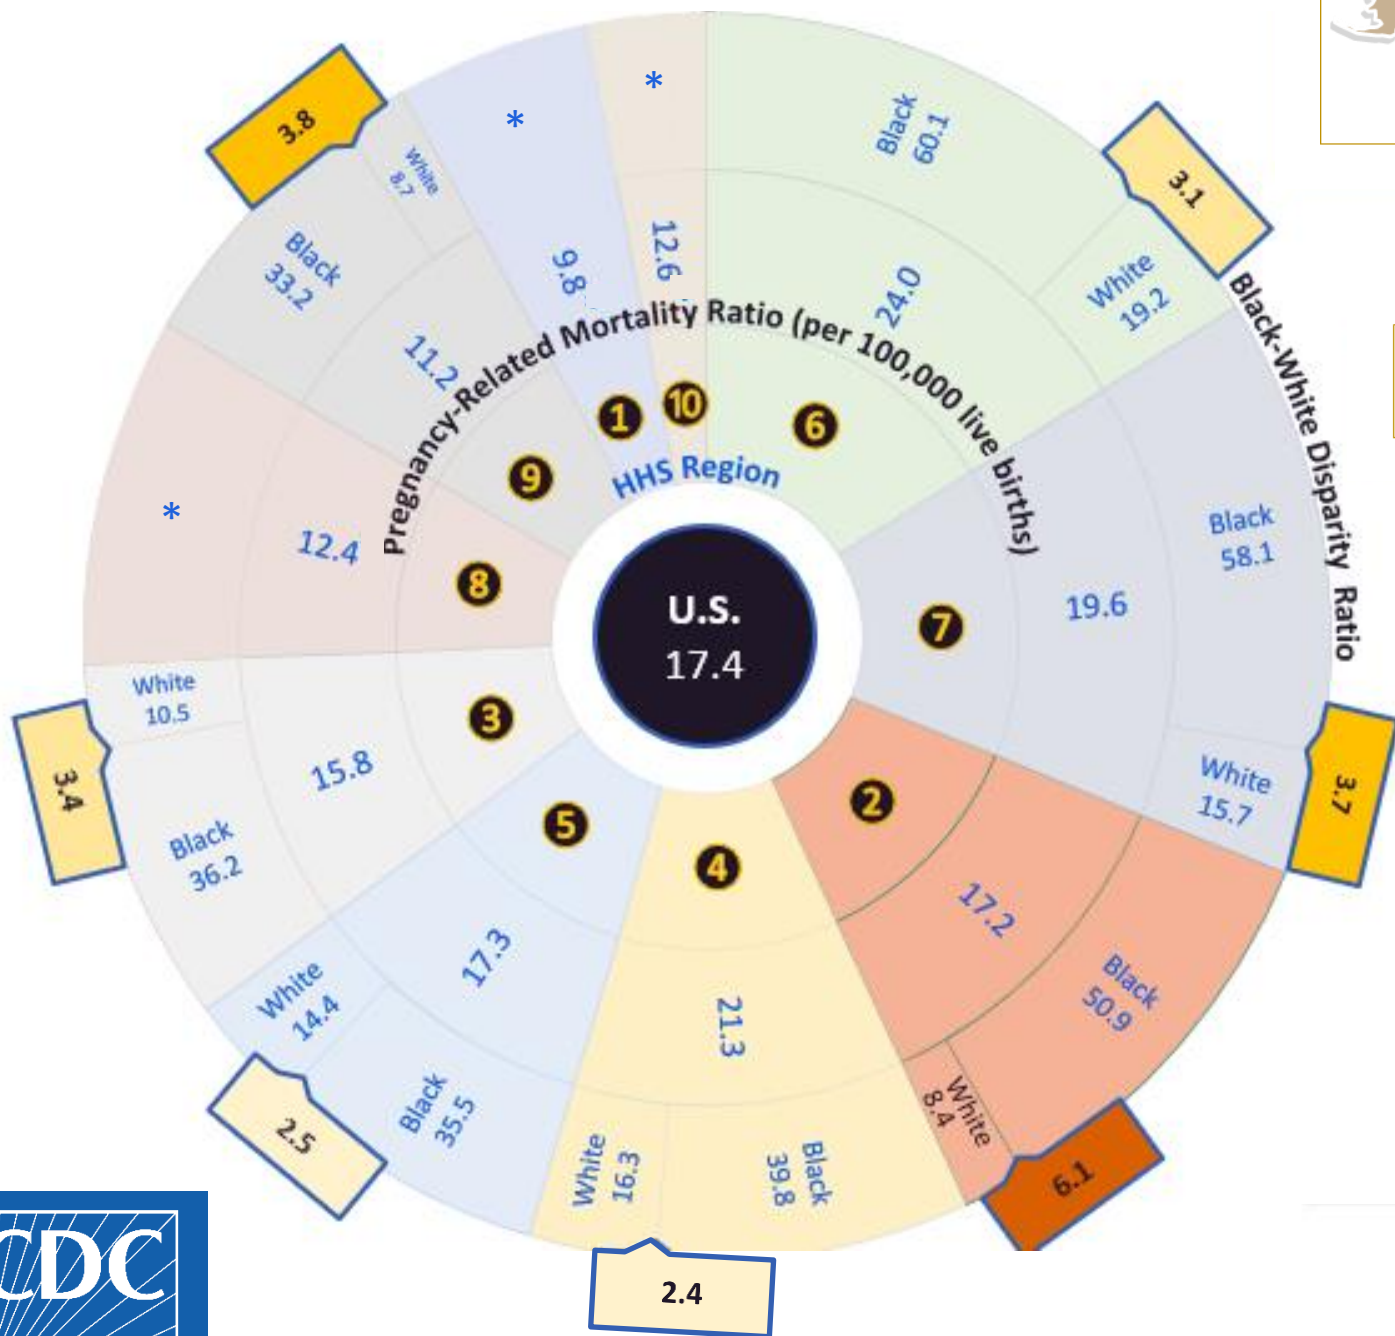 U.S.
17.4
HHS Region
Pregnancy-Related Mortality Ratio (per 100,000 live births)
Black-White Disparity Ratio
6
24.0
Black
60.1
White
19.2
3.1
7
19.6
Black
58.1
White
15.7
3.7
2
17.2
Black
50.9
White
8.4
6.1
4
21.3
Black
39.8
White
16.3
2.4
5
17.3
Black
35.5
White
14.4
2.5
3
15.8
Black
36.2
White
10.5
3.4
8
12.4
*
9
11.2
Black
33.2
White
8.7
3.8
1
9.8
*
10
12.6
*
CDC